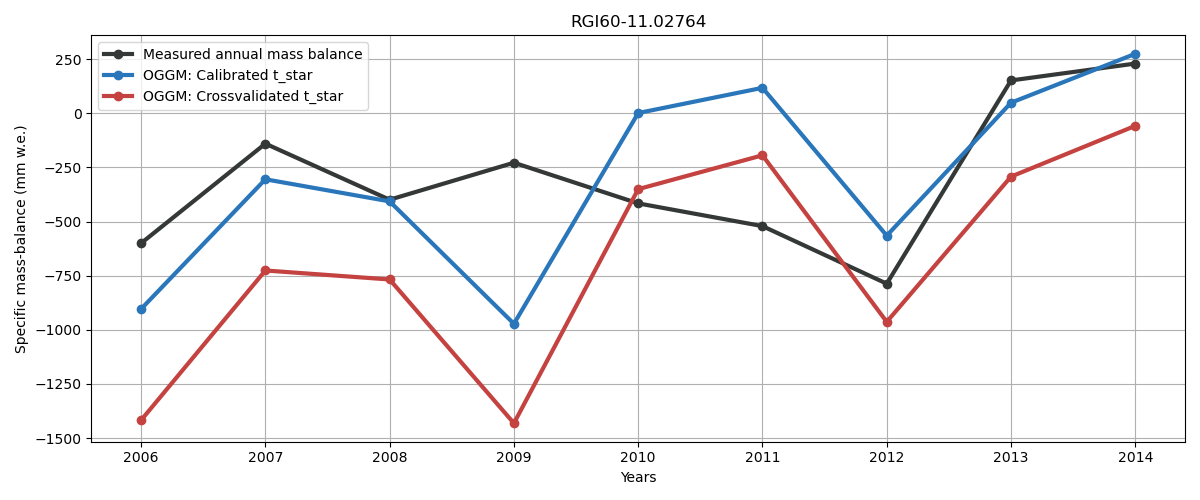 RGI60-11.02764
Measured annual mass balance
OGGM: Calibrated t_star
OGGM: Crossvalidated t_star
Specific mass-balance (mm w.e.)
250
0
−250
−500
−750
−1000
−1250
−1500
2006 2007 2008 2009 2010 2011 2012 2013 2014
Years